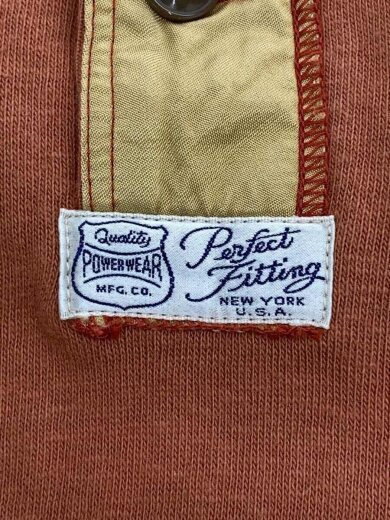 Quality
POWERWEAR
MFG. CO.
Perfect
Fitting
NEW YORK
U.S.A.